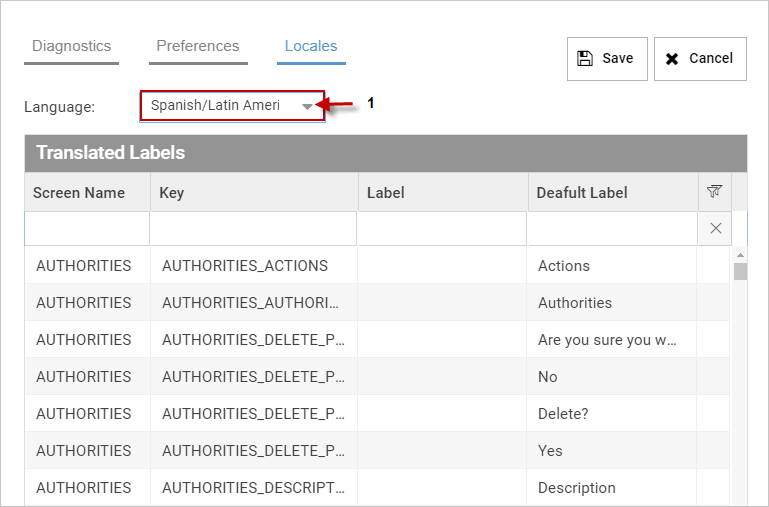 Diagnostics Preferences Locales Save Cancel
Language: Spanish/Latin Ameri 1
Translated Labels
Screen Name Key Label Deafult Label
AUTHORITIES AUTHORITIES_ACTIONS Actions
AUTHORITIES AUTHORITIES_AUTHORI... Authorities
AUTHORITIES AUTHORITIES_DELETE_P... Are you sure you w...
AUTHORITIES AUTHORITIES_DELETE_P... No
AUTHORITIES AUTHORITIES_DELETE_P... Delete?
AUTHORITIES AUTHORITIES_DELETE_P... Yes
AUTHORITIES AUTHORITIES_DESCRIPT... Description